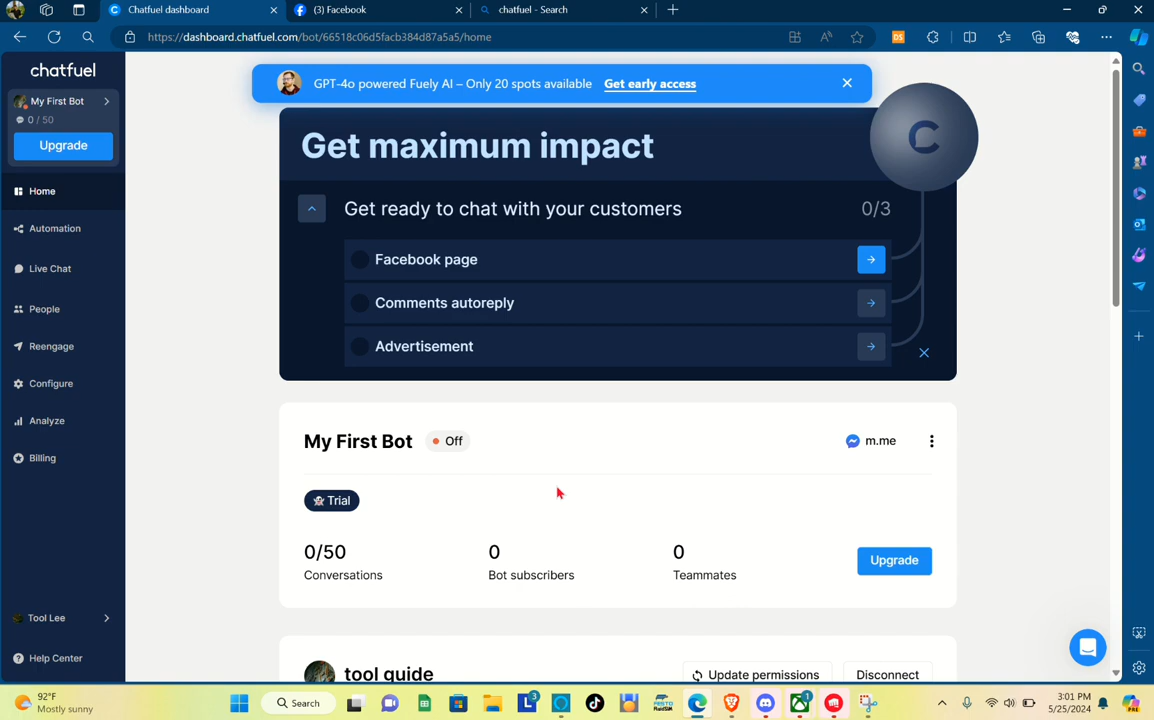 Chatfuel dashboard
(3) Facebook
chatfuel - Search
https://dashboard.chatfuel.com/bot/66518c06d5facb384d87a5a5/home
chatfuel
My First Bot
0 / 50
Upgrade
Home
Automation
Live Chat
People
Reengage
Configure
Analyze
Billing
Tool Lee
Help Center
GPT-4o powered Fuely AI – Only 20 spots available Get early access
Get maximum impact
Get ready to chat with your customers 0/3
Facebook page
Comments autoreply
Advertisement
My First Bot Off m.me
Trial
0/50 0 0
Conversations Bot subscribers Teammates
Upgrade
tool guide Update permissions Disconnect
92°F
Mostly sunny
Search
3
1
3:01 PM
5/25/2024
PRE
DS